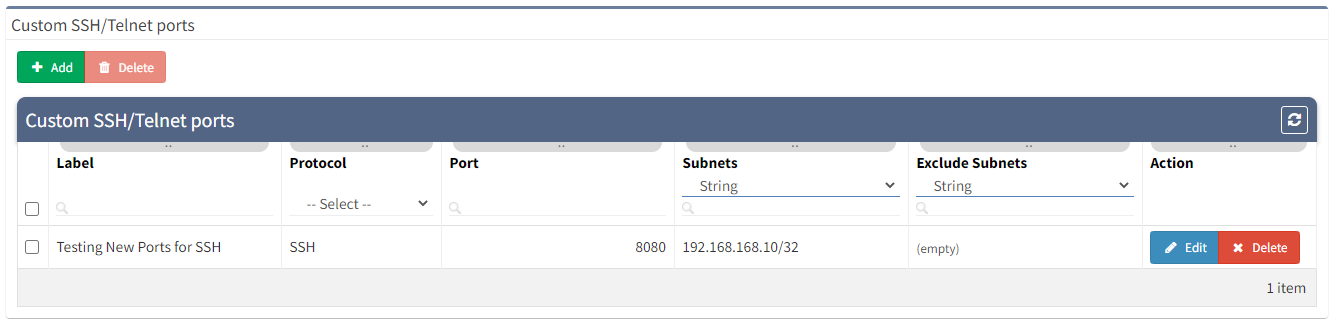 Custom SSH/Telnet ports
Add Delete
Custom SSH/Telnet ports
Label Protocol Port Subnets Exclude Subnets Action
String String
-- Select --
Testing New Ports for SSH SSH 8080 192.168.168.10/32 (empty) Edit Delete
1 item